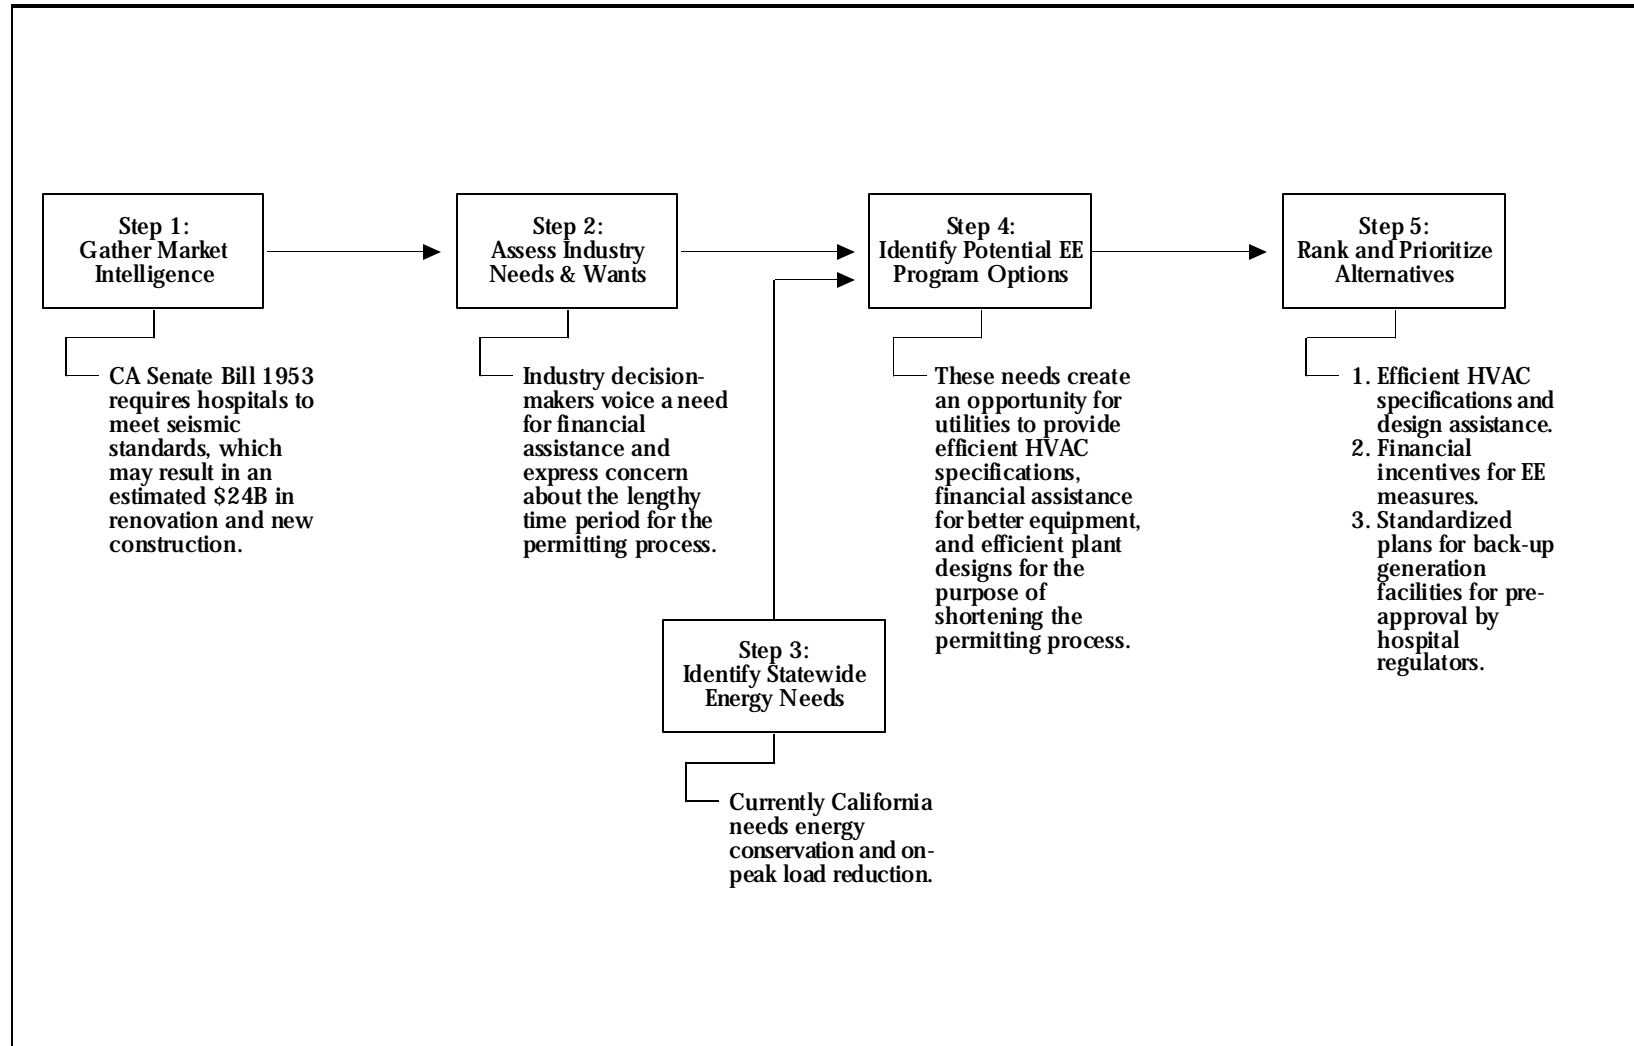 Step 1:
Gather Market
Intelligence
CA Senate Bill 1953
requires hospitals to
meet seismic
standards, which
may result in an
estimated $24B in
renovation and new
construction.
Step 2:
Assess Industry
Needs & Wants
Industry decision-
makers voice a need
for financial
assistance and
express concern
about the lengthy
time period for the
permitting process.
Step 3:
Identify Statewide
Energy Needs
Currently California
needs energy
conservation and on-
peak load reduction.
Step 4:
Identify Potential EE
Program Options
These needs create
an opportunity for
utilities to provide
efficient HVAC
specifications,
financial assistance
for better equipment,
and efficient plant
designs for the
purpose of
shortening the
permitting process.
Step 5:
Rank and Prioritize
Alternatives
1. Efficient HVAC
specifications and
design assistance.
2. Financial
incentives for EE
measures.
3. Standardized
plans for back-up
generation
facilities for pre-
approval by
hospital
regulators.